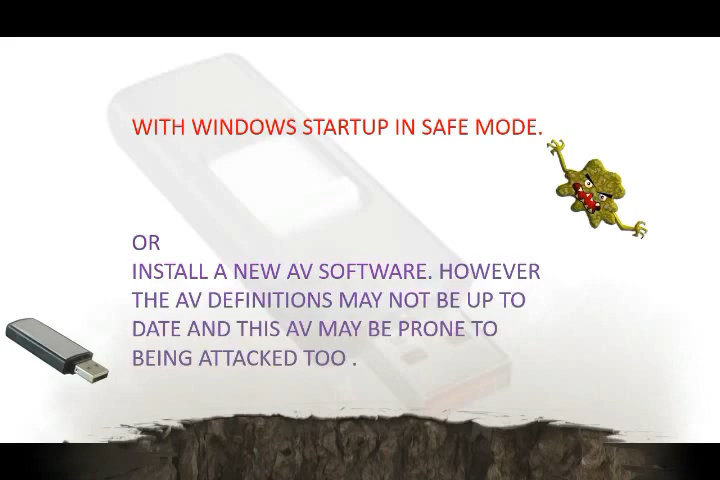 WITH WINDOWS STARTUP IN SAFE MODE.
OR
INSTALL A NEW AV SOFTWARE. HOWEVER
THE AV DEFINITIONS MAY NOT BE UP TO
DATE AND THIS AV MAY BE PRONE TO
BEING ATTACKED TOO .